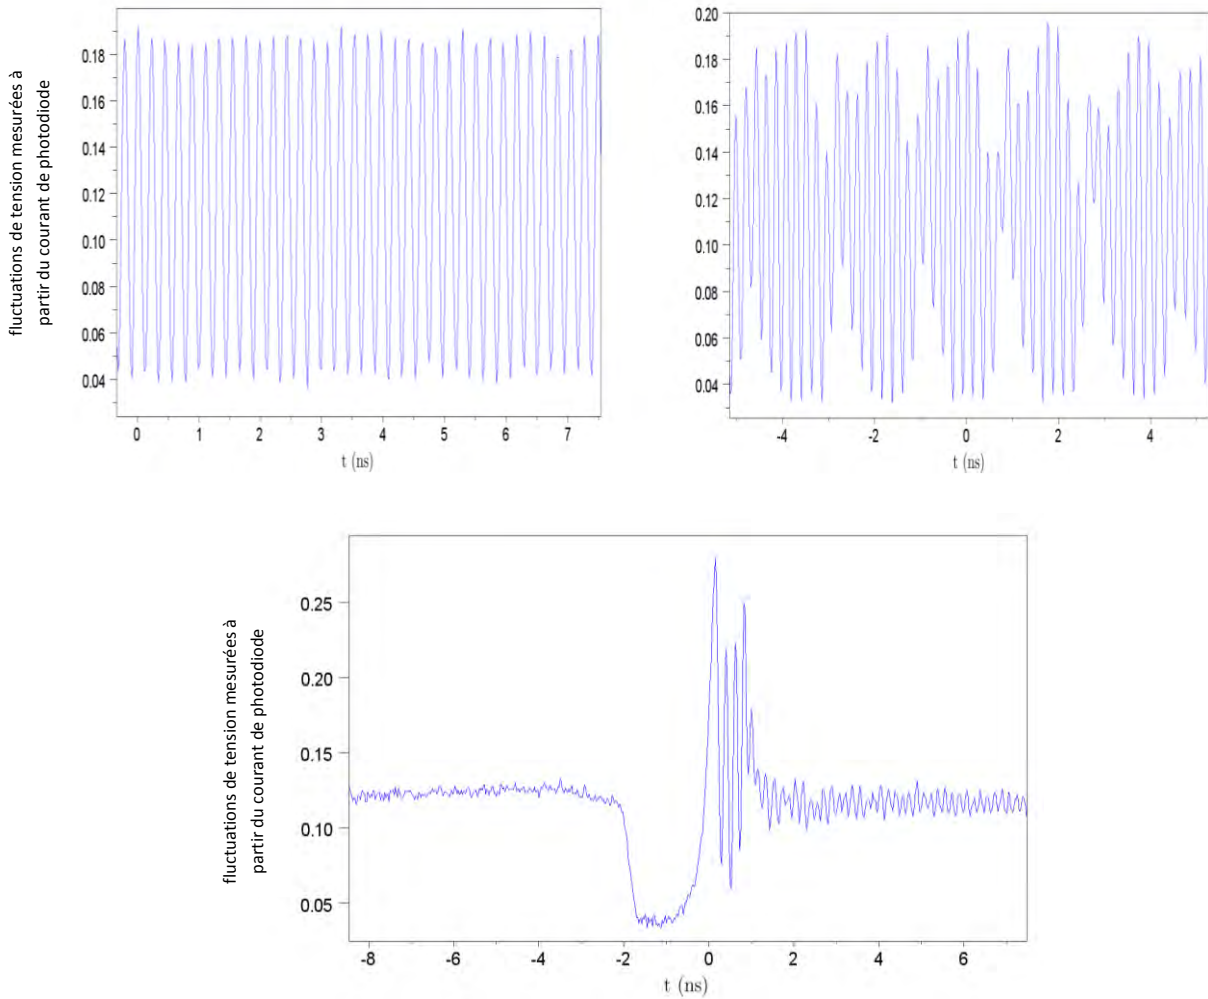 fluctuations de tension mesurées à
partir du courant de photodiode
0.18
0.16
0.14
0.12
0.10
0.08
0.06
0.04
0 1 2 3 4 5 6 7
t (ns)
0.20
0.18
0.16
0.14
0.12
0.10
0.08
0.06
0.04
-4 -2 0 2 4
t (ns)
fluctuations de tension mesurées à
partir du courant de photodiode
0.25
0.20
0.15
0.10
0.05
-8 -6 -4 -2 0 2 4 6
t (ns)